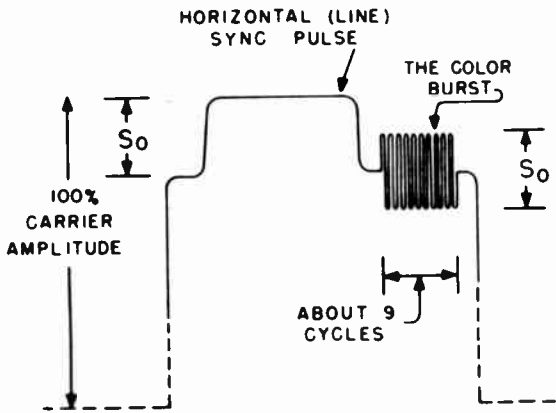 HORIZONTAL (LINE)
SYNC PULSE
THE COLOR
BURST
So
So
100%
CARRIER
AMPLITUDE
ABOUT 9
CYCLES